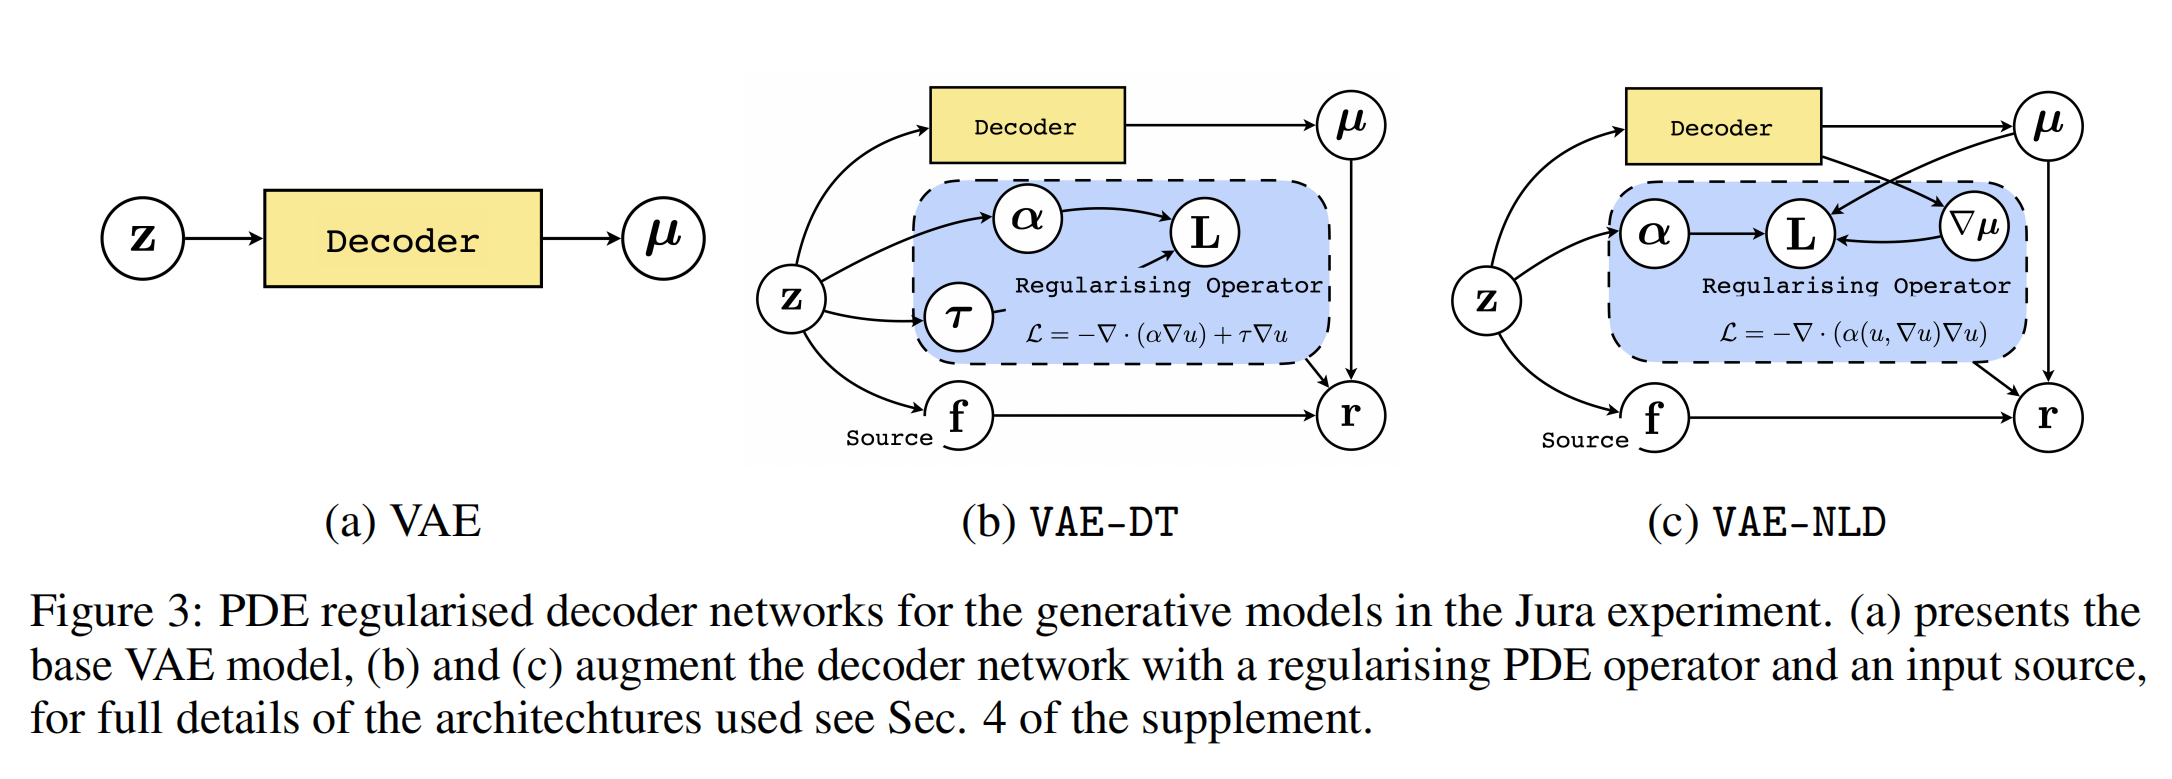 z
Decoder
μ
(a) VAE
Decoder
μ
α
L
z
Regularising Operator
τ
ℒ = −∇ · (α∇u) + τ∇u
f
Source
r
(b) VAE-DT
Decoder
μ
α
L
∇μ
z
Regularising Operator
ℒ = −∇ · (α(u, ∇u)∇u)
f
Source
r
(c) VAE-NLD
Figure 3: PDE regularised decoder networks for the generative models in the Jura experiment. (a) presents the
base VAE model, (b) and (c) augment the decoder network with a regularising PDE operator and an input source,
for full details of the architechtures used see Sec. 4 of the supplement.